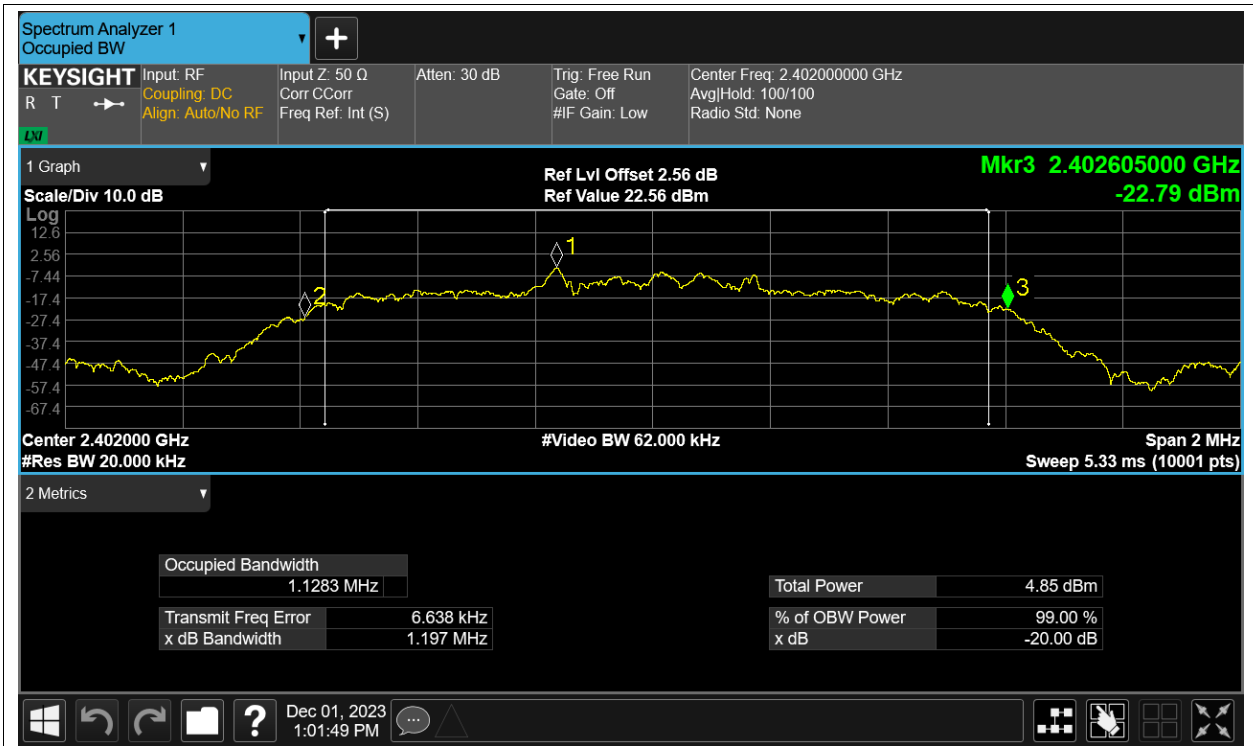 Spectrum Analyzer 1
Occupied BW
KEYSIGHT
R T
LXI
Input: RF
Coupling: DC
Align: Auto/No RF
Input Z: 50 Ω
Corr CCorr
Freq Ref: Int (S)
Atten: 30 dB
Trig: Free Run
Gate: Off
#IF Gain: Low
Center Freq: 2.402000000 GHz
Avg|Hold: 100/100
Radio Std: None
1 Graph
Scale/Div 10.0 dB
Ref Lvl Offset 2.56 dB
Ref Value 22.56 dBm
Mkr3 2.402605000 GHz
-22.79 dBm
Log
12.6
2.56
-7.44
-17.4
-27.4
-37.4
-47.4
-57.4
-67.4
1
2
3
Center 2.402000 GHz
#Video BW 62.000 kHz
Span 2 MHz
#Res BW 20.000 kHz
Sweep 5.33 ms (10001 pts)
2 Metrics
Occupied Bandwidth
1.1283 MHz
Total Power 4.85 dBm
Transmit Freq Error 6.638 kHz
% of OBW Power 99.00 %
x dB Bandwidth 1.197 MHz
x dB -20.00 dB
?
Dec 01, 2023
1:01:49 PM